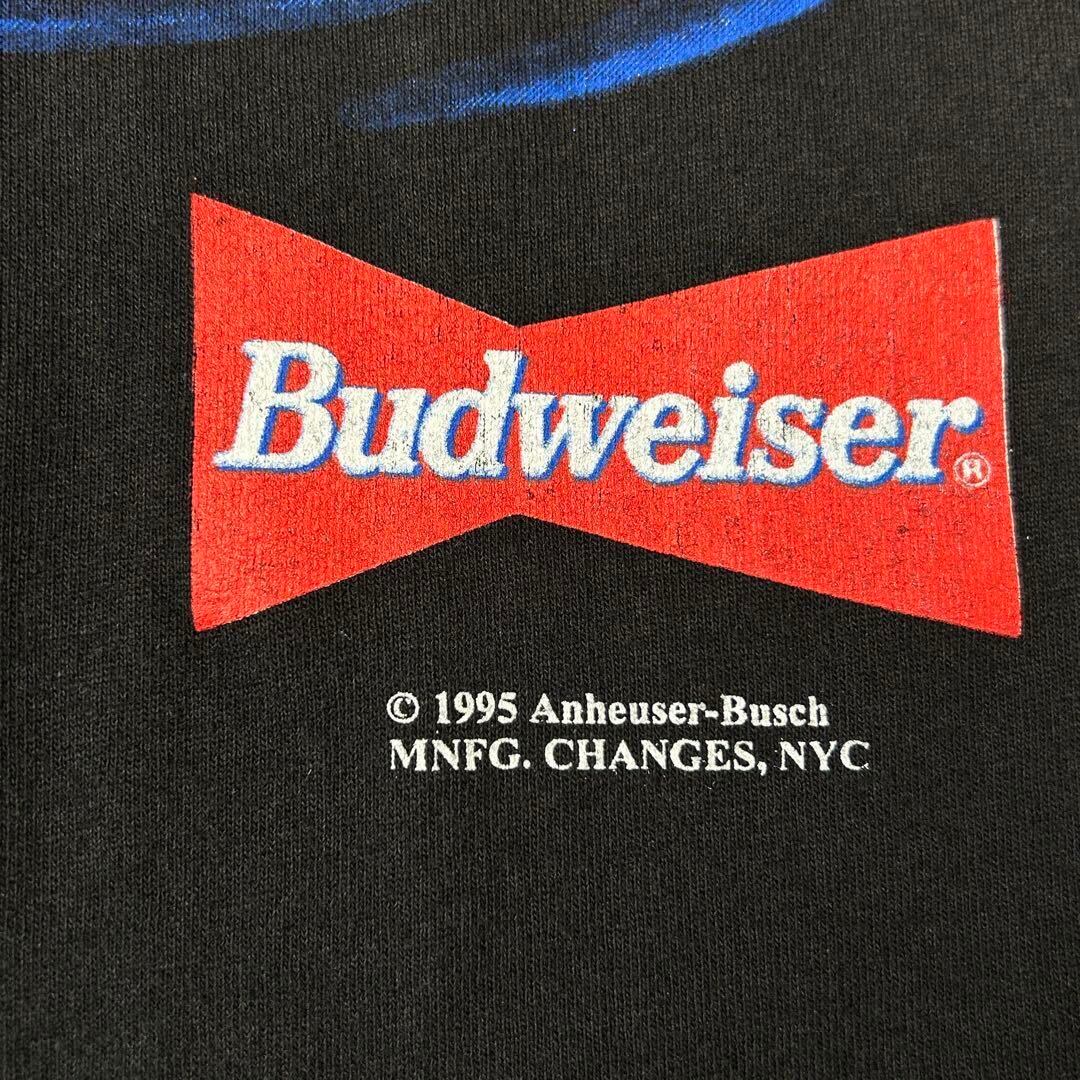 Budweiser®
© 1995 Anheuser-Busch
MNFG. CHANGES, NYC